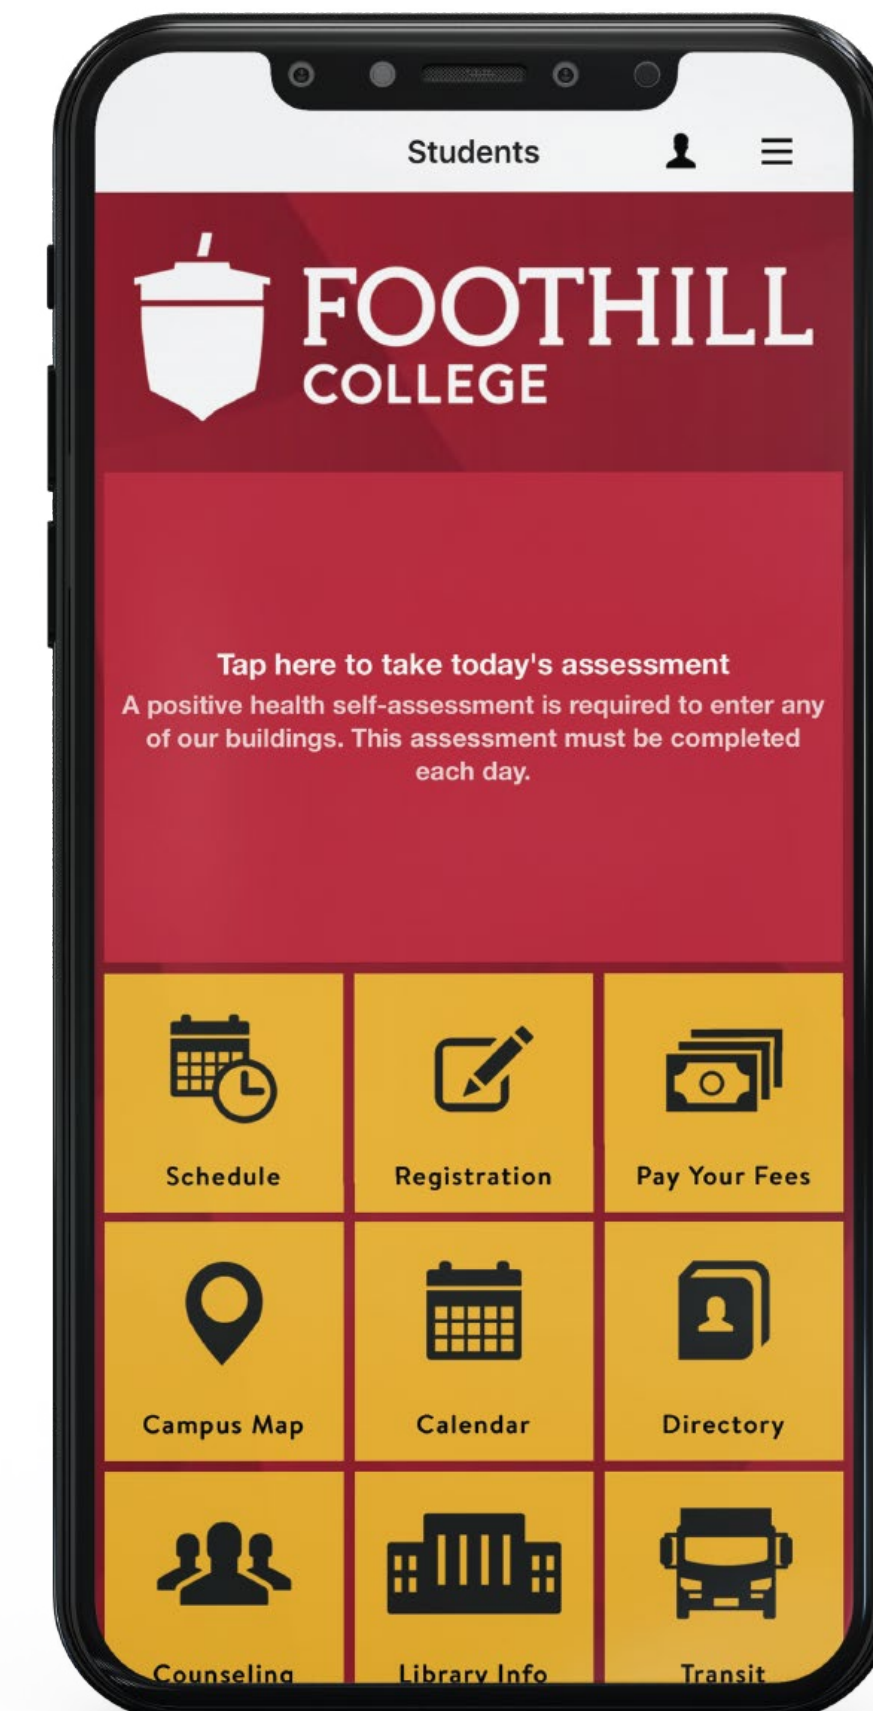 Students
FOOTHILL
COLLEGE
Tap here to take today's assessment
A positive health self-assessment is required to enter any
of our buildings. This assessment must be completed
each day.
Schedule
Registration
Pay Your Fees
Campus Map
Calendar
Directory
Counseling
Library Info
Transit